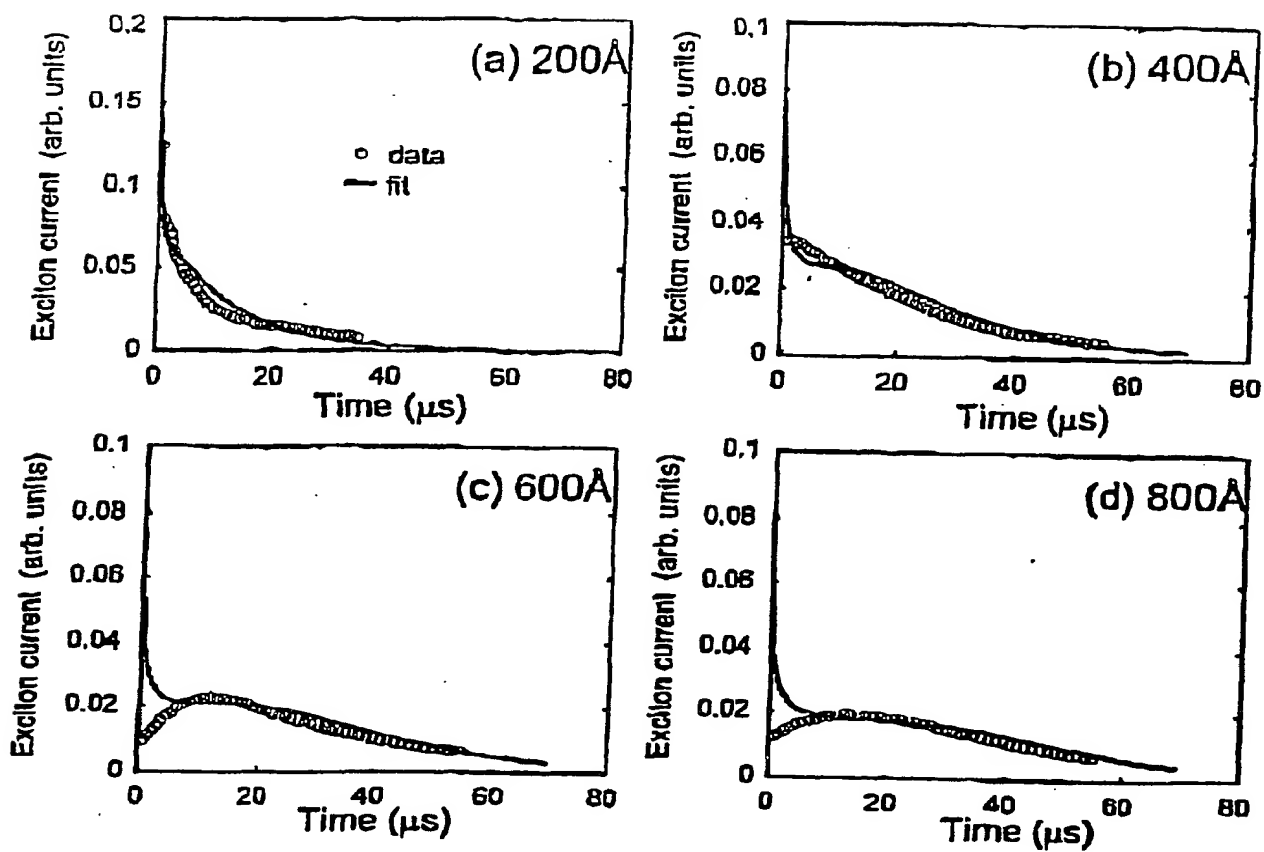 (a) 200Å
Exciton current (arb. units)
0.2
0.15
0.1
0.05
0
data
fit
0 20 40 60 80
Time (µs)
(b) 400Å
Exciton current (arb. units)
0.1
0.08
0.06
0.04
0.02
0
0 20 40 60 80
Time (µs)
(c) 600Å
Exciton current (arb. units)
0.1
0.08
0.06
0.04
0.02
0
0 20 40 60 80
Time (µs)
(d) 800Å
Exciton current (arb. units)
0.1
0.08
0.06
0.04
0.02
0
0 20 40 60 80
Time (µs)